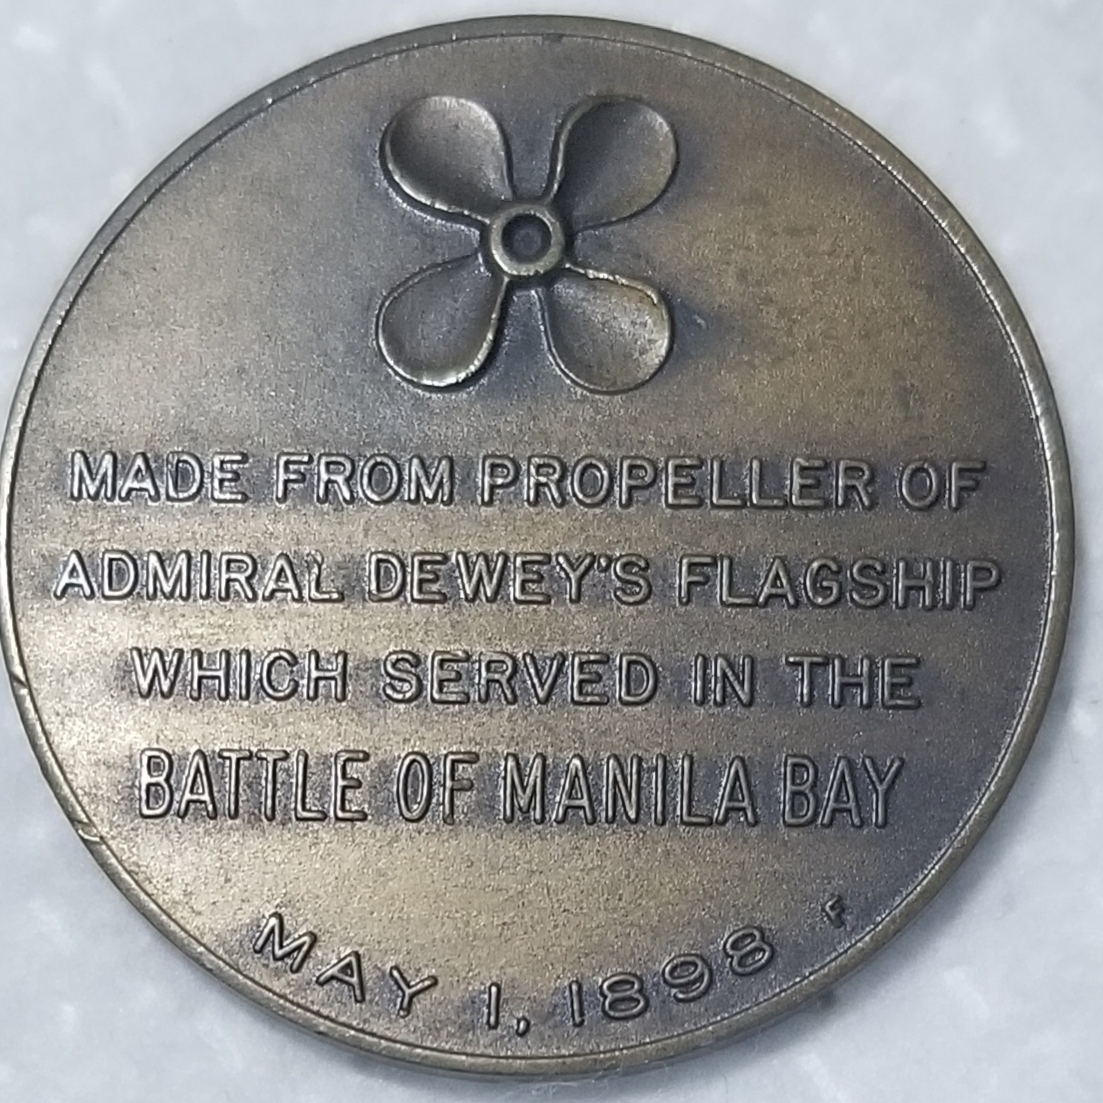 MADE FROM PROPELLER OF
ADMIRAL DEWEY'S FLAGSHIP
WHICH SERVED IN THE
BATTLE OF MANILA BAY
MAY 1, 1898
F